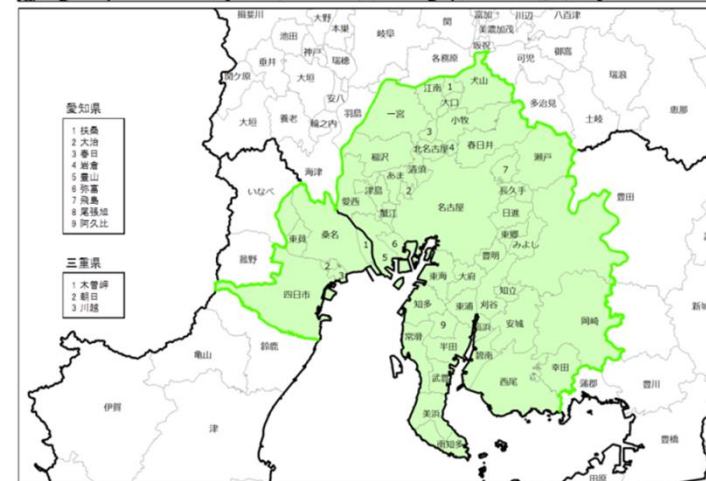 揖斐川
大野
本巣
池田
岐阜
関
富加
川辺
八百津
美濃加茂
坂祝
神戸
瑞穂
各務原
可児
御嵩
垂井
関ケ原
大垣
瑞浪
安八
羽島
江南
1
犬山
大口
多治見
恵那
大垣
養老
輪之内
一宮
小牧
土岐
3
北名古屋
4
春日井
瀬戸
稲沢
清須
海津
あま
7
いなべ
津島
2
長久手
豊田
愛西
蟹江
名古屋
日進
東員
桑名
1
6
東郷
みよし
菰野
5
豊明
2
3
東海
大府
四日市
知多
東浦
刈谷
知立
岡崎
新城
9
高浜
安城
常滑
半田
碧南
鈴鹿
亀山
幸田
武豊
西尾
蒲郡
豊川
伊賀
美浜
津
南知多
豊橋
田原
愛知県
1 扶桑
2 大治
3 春日
4 岩倉
5 豊山
6 弥富
7 飛島
8 尾張旭
9 阿久比
三重県
1 木曽岬
2 朝日
3 川越